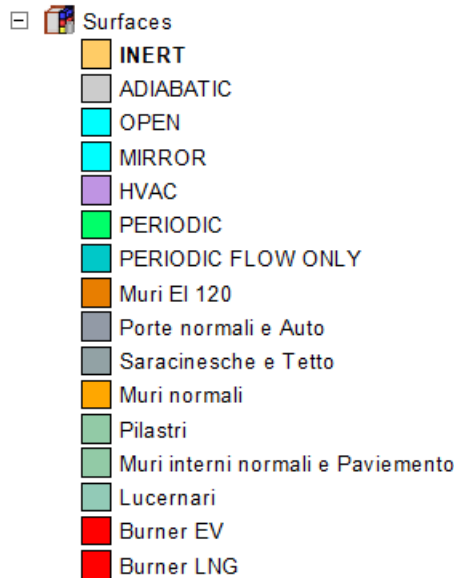 Surfaces
INERT
ADIABATIC
OPEN
MIRROR
HVAC
PERIODIC
PERIODIC FLOW ONLY
Muri EI 120
Porte normali e Auto
Saracinesche e Tetto
Muri normali
Pilastri
Muri interni normali e Paviemento
Lucernari
Burner EV
Burner LNG